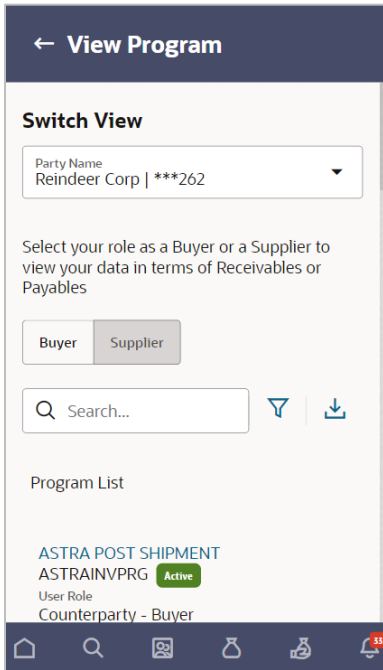 ← View Program
Switch View
Party Name
Reindeer Corp | ***262
Select your role as a Buyer or a Supplier to
view your data in terms of Receivables or
Payables
Buyer Supplier
Search...
Program List
ASTRA POST SHIPMENT
ASTRAINVPRG Active
User Role
Counterparty - Buyer
33